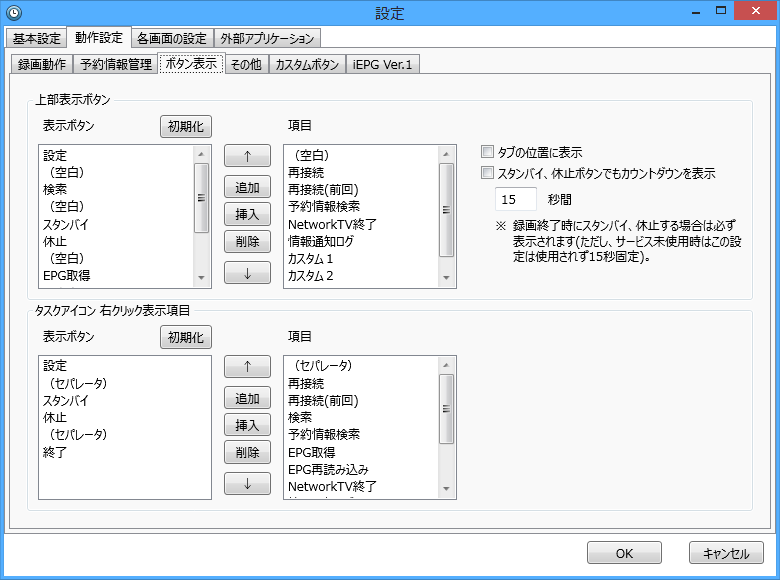 設定
基本設定 動作設定 各画面の設定 外部アプリケーション
録画動作 予約情報管理 ボタン表示 その他 カスタムボタン iEPG Ver.1
上部表示ボタン
表示ボタン 初期化
設定
（空白）
検索
（空白）
スタンバイ
休止
（空白）
EPG取得
↑
追加
挿入
削除
↓
項目
（空白）
再接続
再接続(前回)
予約情報検索
NetworkTV終了
情報通知ログ
カスタム１
カスタム２
タブの位置に表示
スタンバイ、休止ボタンでもカウントダウンを表示
15 秒間
※ 録画終了時にスタンバイ、休止する場合は必ず
表示されます(ただし、サービス未使用時はこの設
定は使用されず15秒固定)。
タスクアイコン 右クリック表示項目
表示ボタン 初期化
設定
（セパレータ）
スタンバイ
休止
（セパレータ）
終了
↑
追加
挿入
削除
↓
項目
（セパレータ）
再接続
再接続(前回)
検索
予約情報検索
EPG取得
EPG再読み込み
NetworkTV終了
OK キャンセル